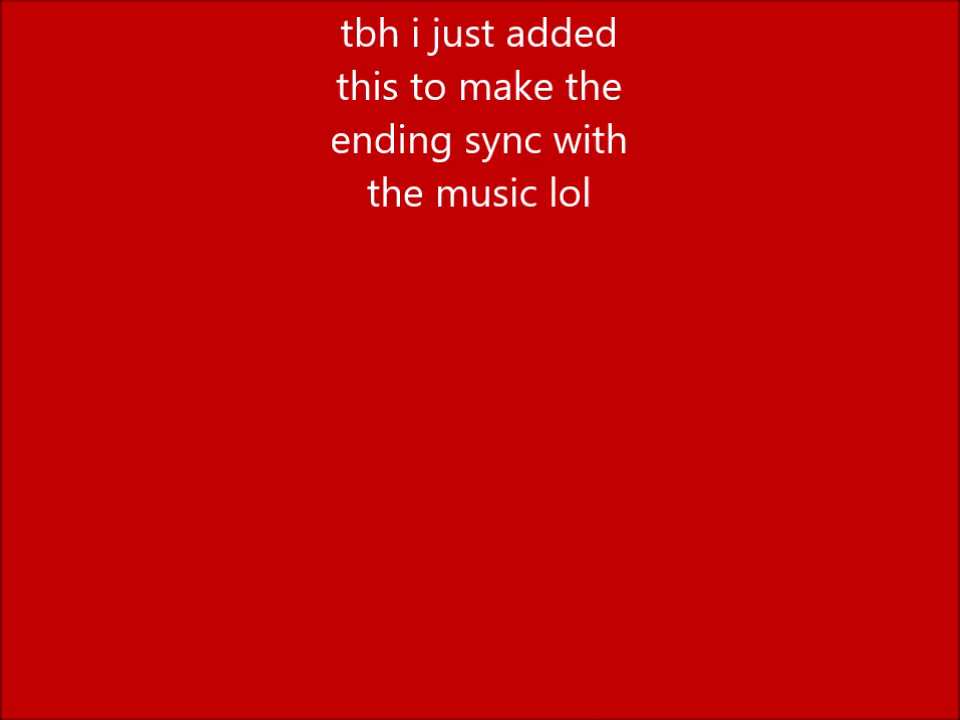 tbh i just added
this to make the
ending sync with
the music lol